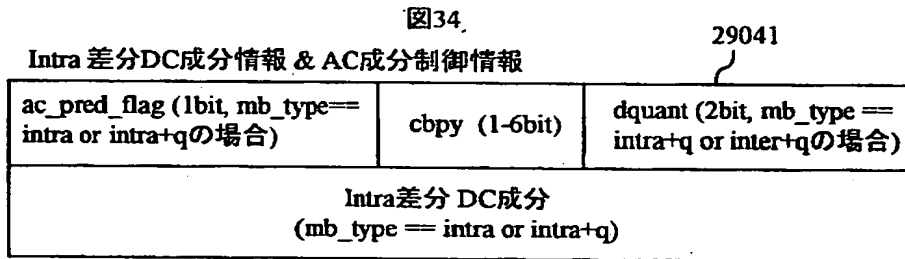 図34
29041
Intra 差分DC成分情報 & AC成分制御情報
ac_pred_flag (1bit, mb_type==
intra or intra+qの場合)
cbpy (1-6bit)
dquant (2bit, mb_type ==
intra+q or inter+qの場合)
Intra差分 DC成分
(mb_type == intra or intra+q)